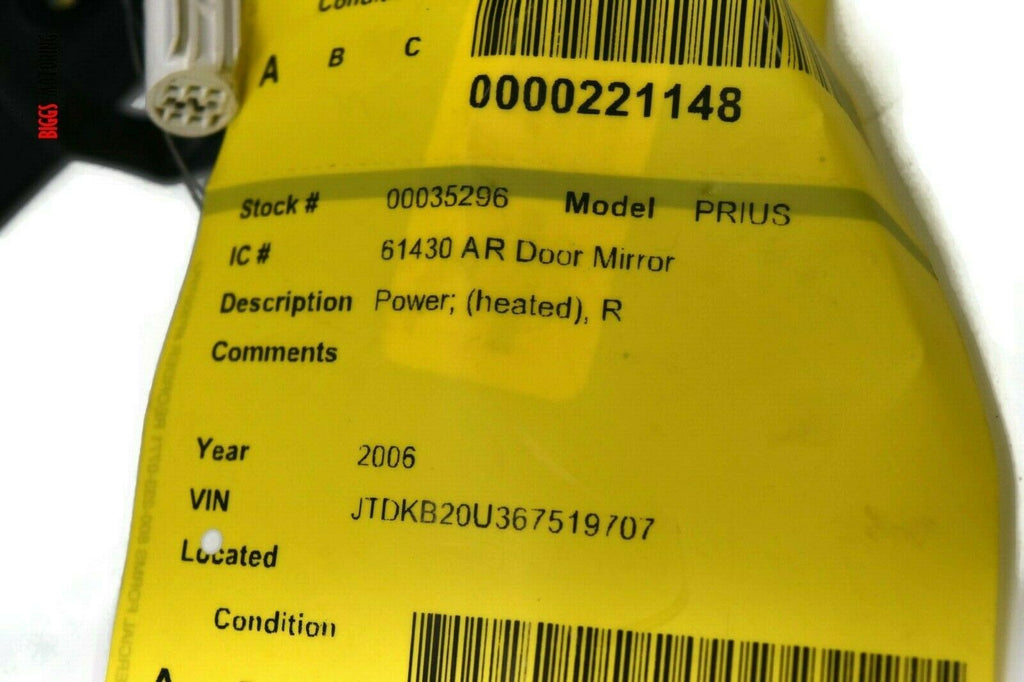 BIGGS
A B C
0000221148
Stock # 00035296 Model PRIUS
IC # 61430 AR Door Mirror
Description Power; (heated), R
Comments
Year 2006
VIN JTDKB20U367519707
Located
Condition